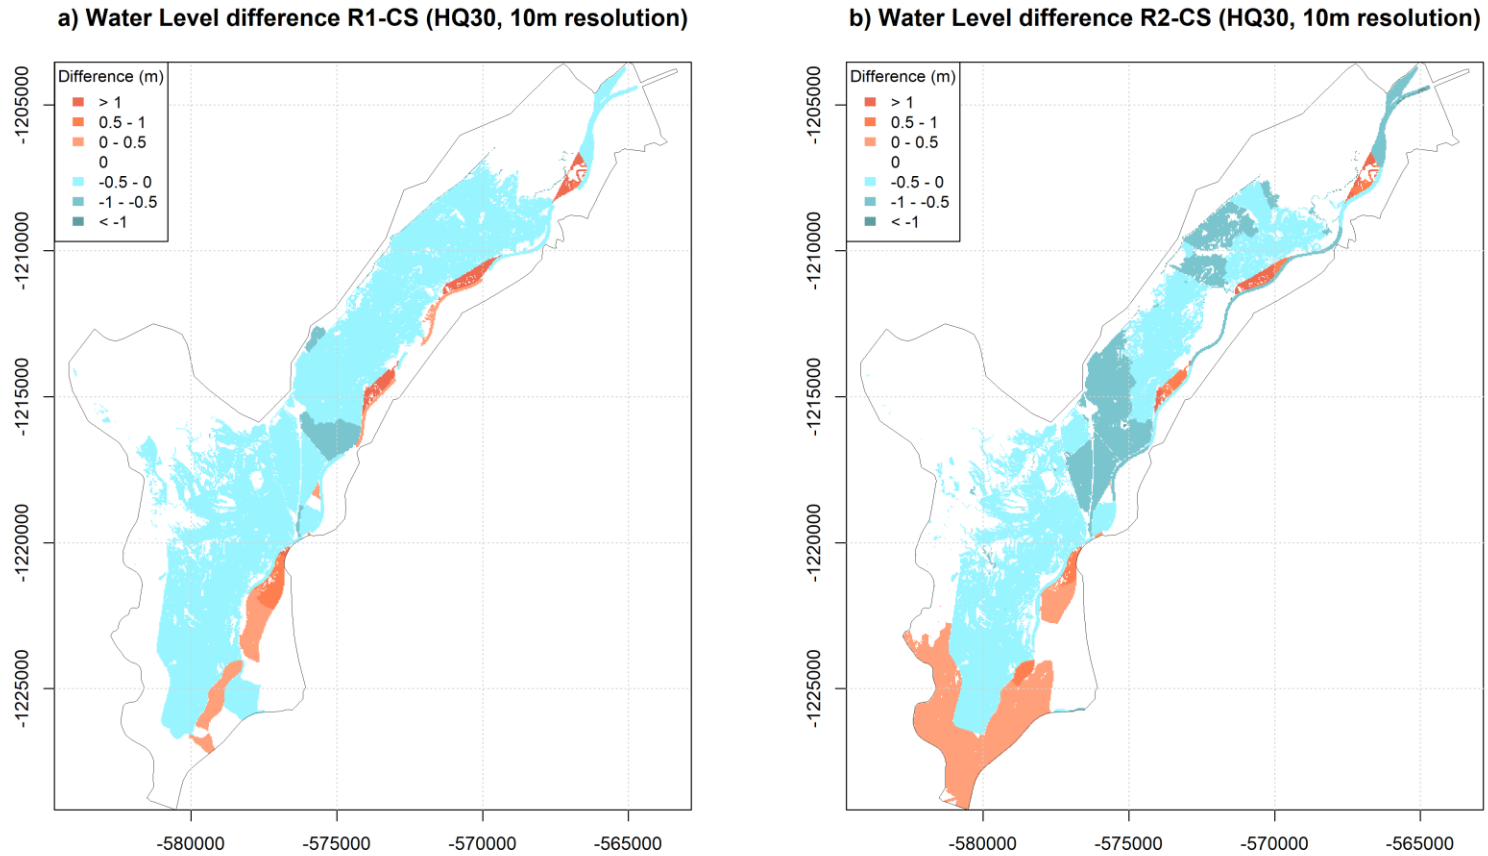 a) Water Level difference R1-CS (HQ30, 10m resolution)
Difference (m)
> 1
0.5 - 1
0 - 0.5
0
-0.5 - 0
-1 - -0.5
< -1
-1205000
-1210000
-1215000
-1220000
-1225000
-580000
-575000
-570000
-565000
b) Water Level difference R2-CS (HQ30, 10m resolution)
Difference (m)
> 1
0.5 - 1
0 - 0.5
0
-0.5 - 0
-1 - -0.5
< -1
-1205000
-1210000
-1215000
-1220000
-1225000
-580000
-575000
-570000
-565000